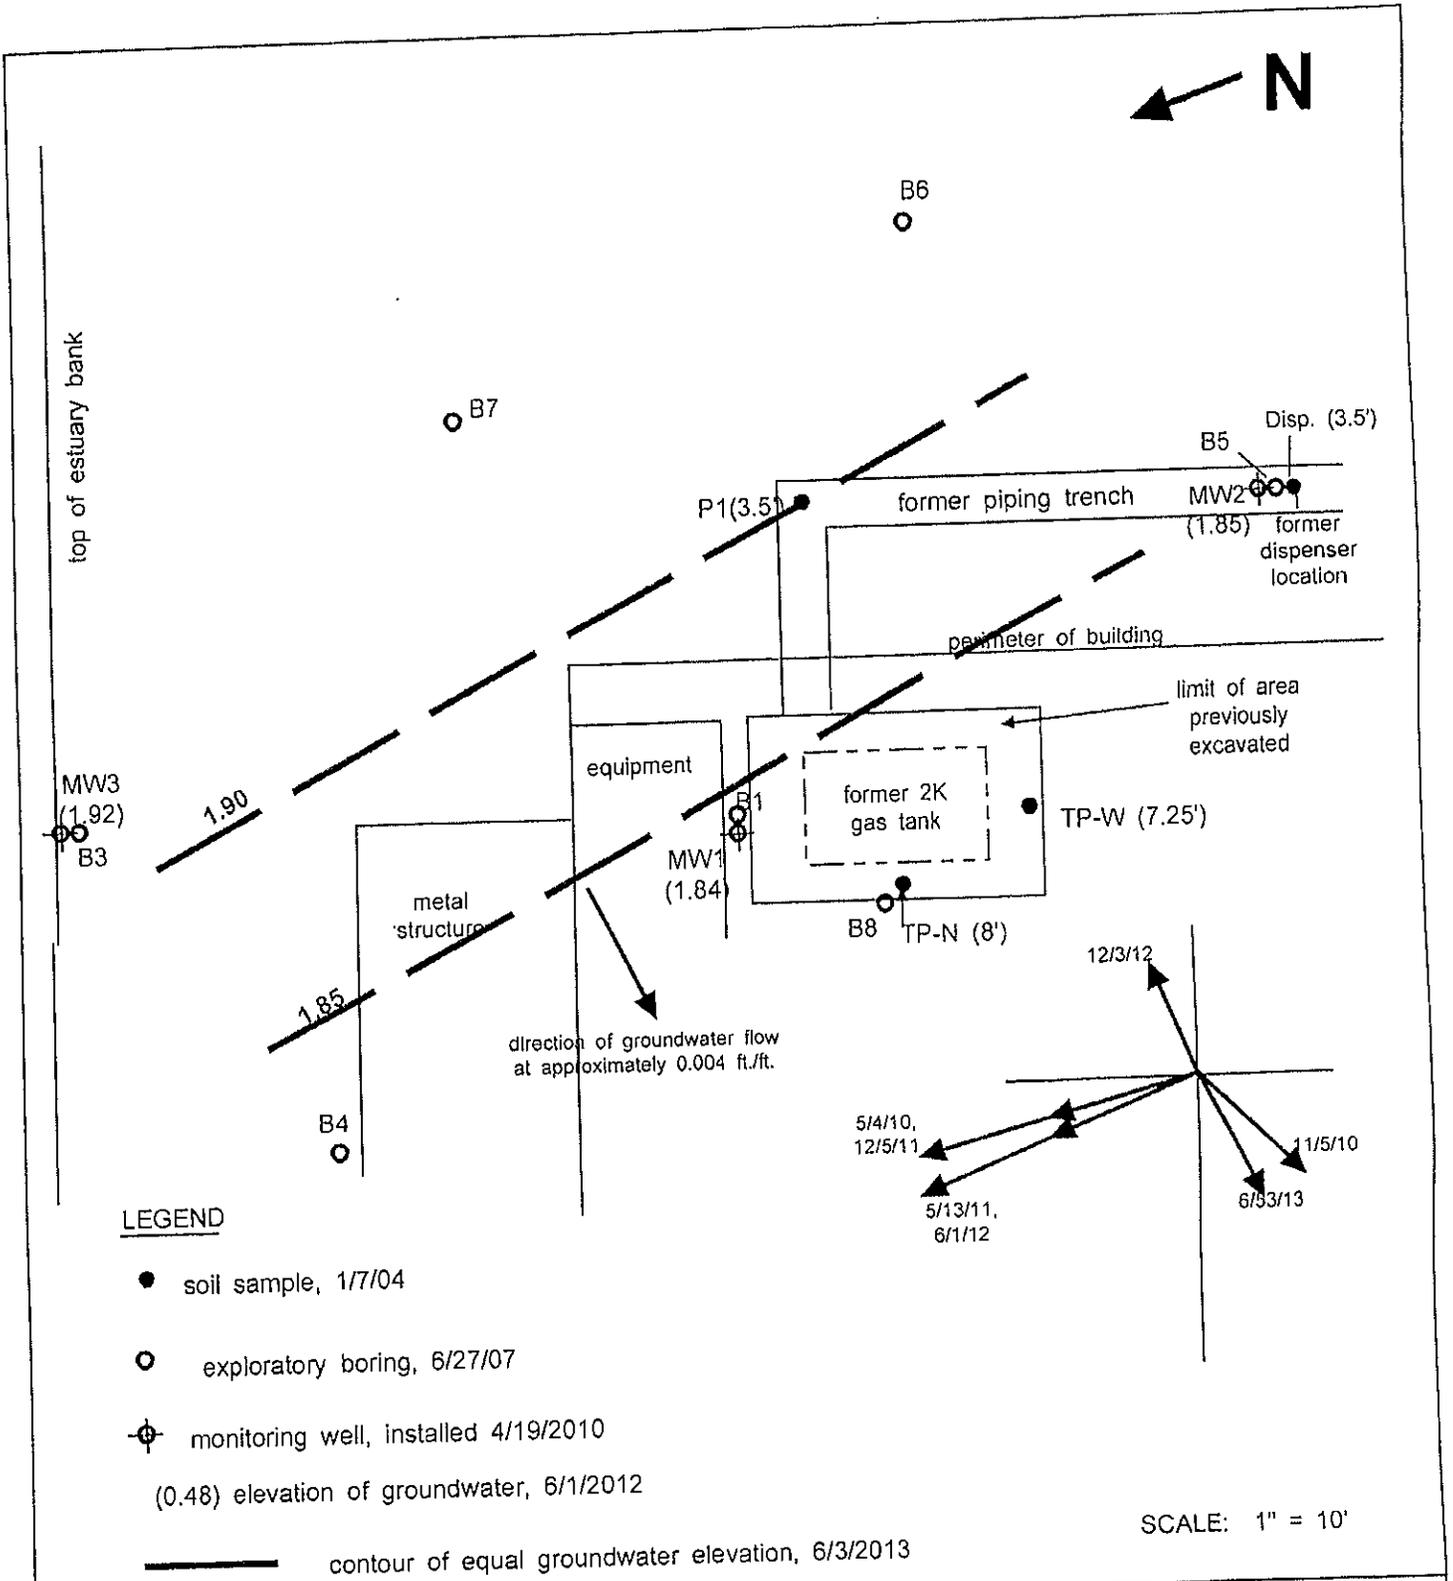 N
B6
top of estuary bank
B7
Disp. (3.5')
B5
P1(3.5')
former piping trench
MW2
(1.85)
former
dispenser
location
perimeter of building
limit of area
previously
excavated
equipment
MW3
(1.92)
B3
1.90
B1
former 2K
gas tank
TP-W (7.25')
MW1
(1.84)
metal
structure
B8
TP-N (8')
12/3/12
1.85
direction of groundwater flow
at approximately 0.004 ft./ft.
B4
5/4/10,
12/5/11
11/5/10
5/13/11,
6/1/12
LEGEND
soil sample, 1/7/04
exploratory boring, 6/27/07
monitoring well, installed 4/19/2010
(0.48) elevation of groundwater, 6/1/2012
SCALE: 1" = 10'
contour of equal groundwater elevation, 6/3/2013